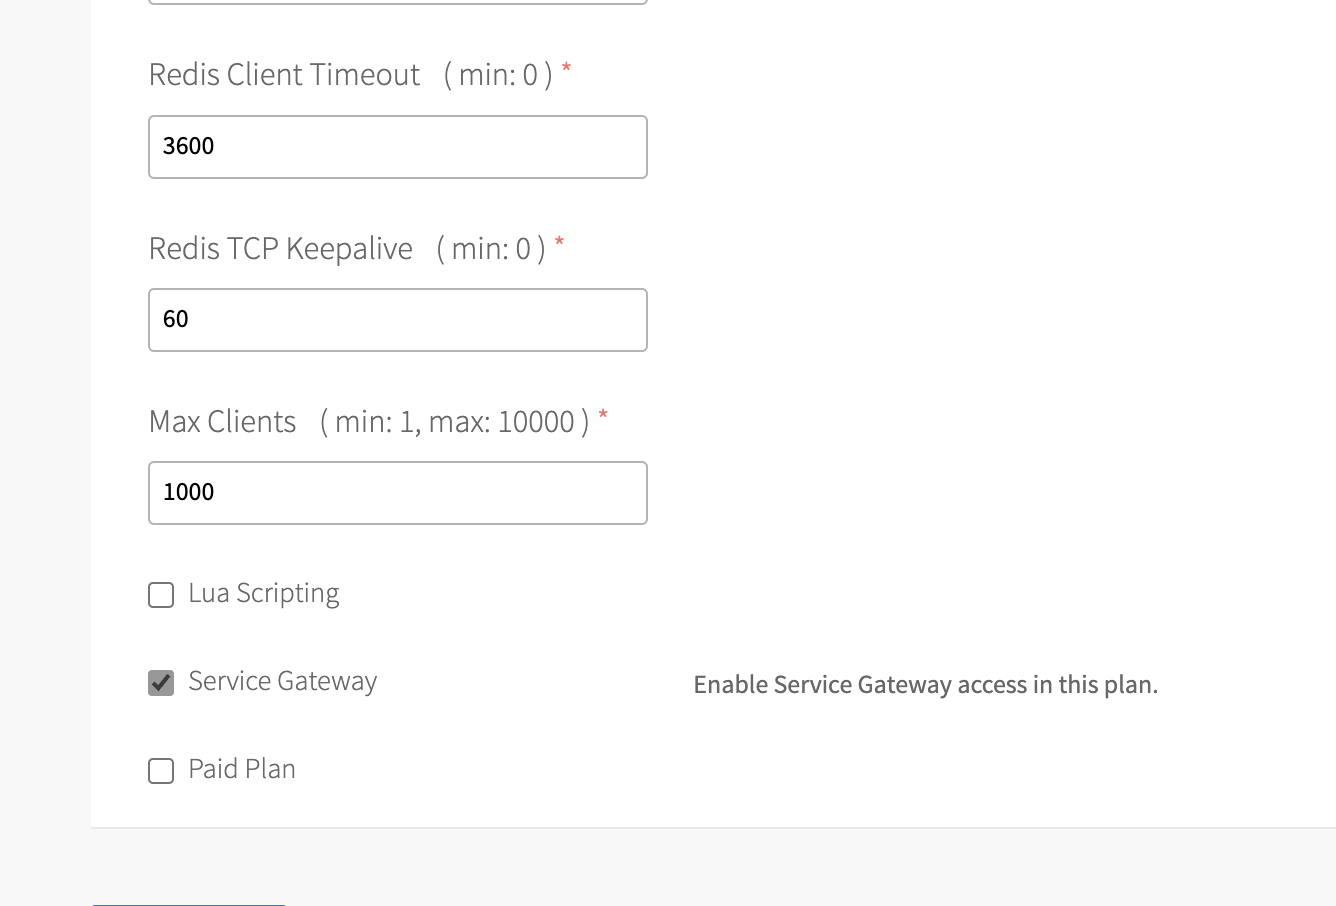 Redis Client Timeout ( min: 0 ) *
3600
Redis TCP Keepalive ( min: 0 ) *
60
Max Clients ( min: 1, max: 10000 ) *
1000
Lua Scripting
Service Gateway Enable Service Gateway access in this plan.
Paid Plan